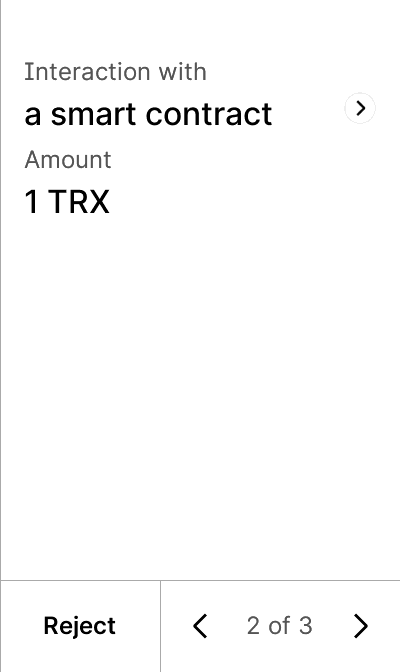 Interaction with
a smart contract
Amount
1 TRX
Reject
2 of 3